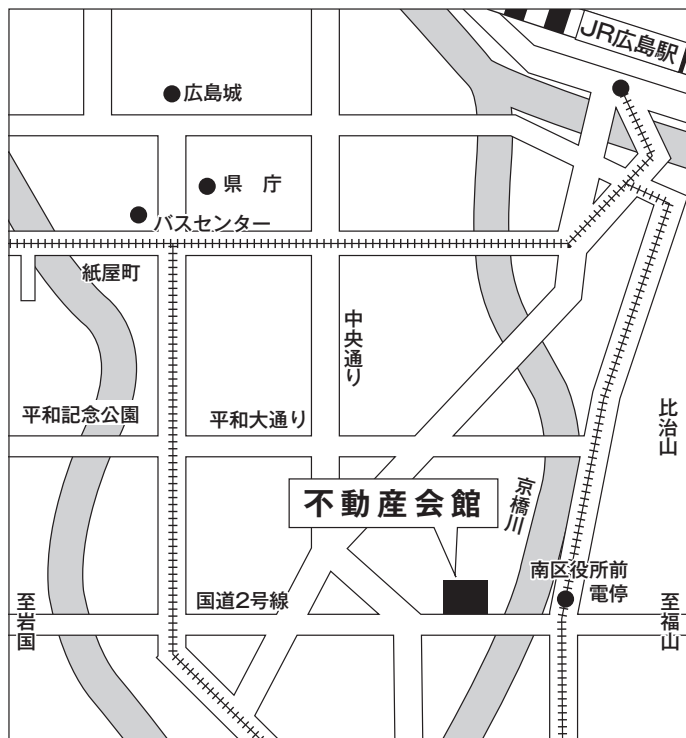 JR広島駅
広島城
県 庁
バスセンター
紙屋町
中央通り
平和記念公園
平和大通り
比治山
不動産会館
京橋川
南区役所前
電停
国道2号線
至岩国
至福山